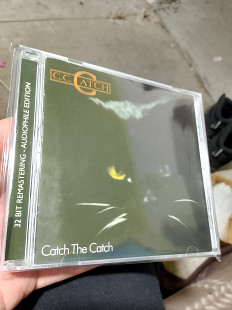 C.C. CATCH
32 BIT REMASTERING - AUDIOPHILE EDITION
Catch The Catch